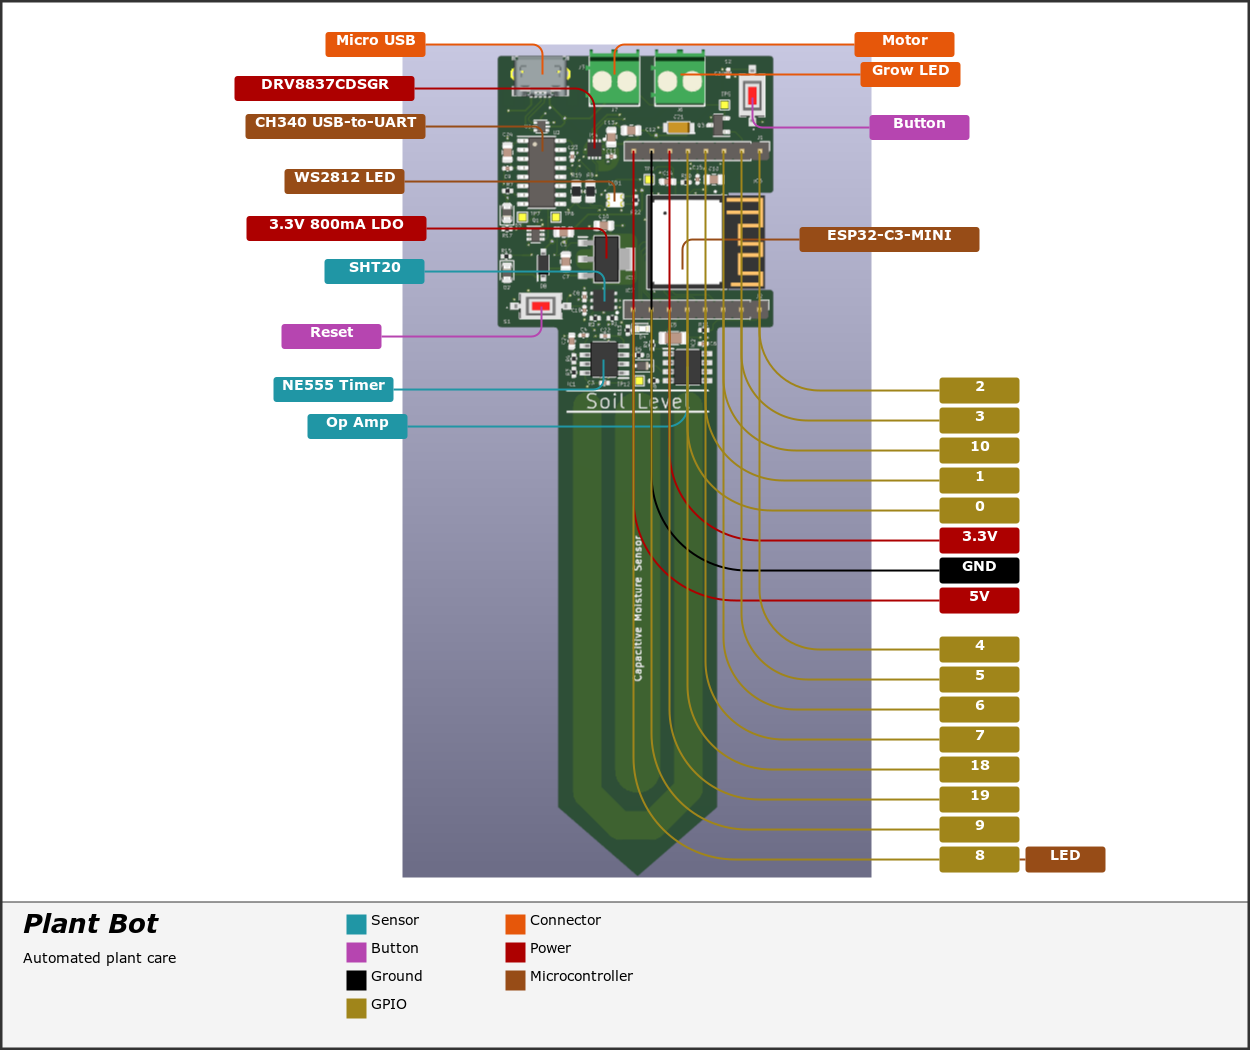 Micro USB
Motor
Grow LED
DRV8837CDSGR
CH340 USB-to-UART
Button
WS2812 LED
3.3V 800mA LDO
ESP32-C3-MINI
SHT20
Reset
NE555 Timer
Op Amp
Soil Leve
Capacitive Moisture Sensor
2
3
10
1
0
3.3V
GND
5V
4
5
6
7
18
19
9
8
LED
Plant Bot
Automated plant care
Sensor
Button
Ground
GPIO
Connector
Power
Microcontroller